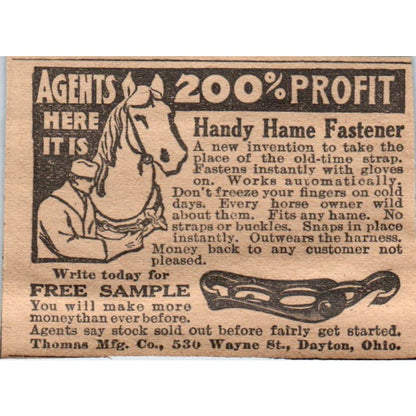 AGENTS 200% PROFIT
HERE
IT IS
Handy Hame Fastener
A new invention to take the
place of the old-time strap.
Fastens instantly with gloves
on. Works automatically.
Don't freeze your fingers on cold
days. Every horse owner wild
about them. Fits any hame. No
straps or buckles. Snaps in place
instantly. Outwears the harness.
Money back to any customer not
pleased.
Write today for
FREE SAMPLE
You will make more
money than ever before.
Agents say stock sold out before fairly get started.
Thomas Mfg. Co., 530 Wayne St., Dayton, Ohio.